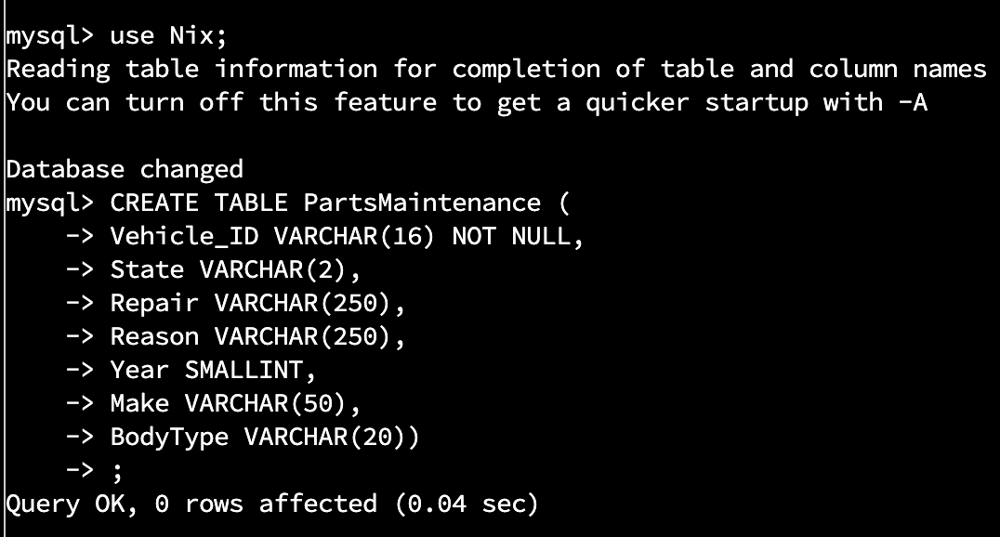 mysql> use Nix;
Reading table information for completion of table and column names
You can turn off this feature to get a quicker startup with -A
Database changed
mysql> CREATE TABLE PartsMaintenance (
-> Vehicle_ID VARCHAR(16) NOT NULL,
-> State VARCHAR(2),
-> Repair VARCHAR(250),
-> Reason VARCHAR(250),
-> Year SMALLINT,
-> Make VARCHAR(50),
-> BodyType VARCHAR(20))
-> ;
Query OK, 0 rows affected (0.04 sec)